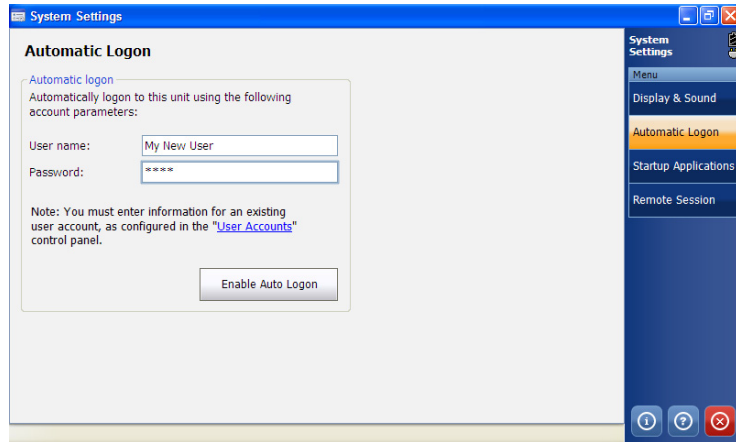 System Settings
Automatic Logon
Automatic logon
Automatically logon to this unit using the following
account parameters:
User name:
My New User
Password:
****
Note: You must enter information for an existing
user account, as configured in the "User Accounts"
control panel.
Enable Auto Logon
System
Settings
Menu
Display & Sound
Automatic Logon
Startup Applications
Remote Session